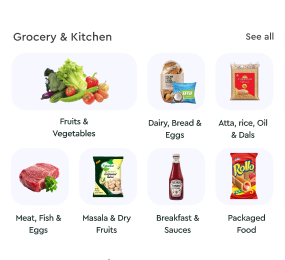 Grocery & Kitchen
See all
Fruits &
Vegetables
Dairy, Bread &
Eggs
Atta, rice, Oil
& Dals
Meat, Fish &
Eggs
Masala & Dry
Fruits
Breakfast &
Sauces
Packaged
Food
Rollo